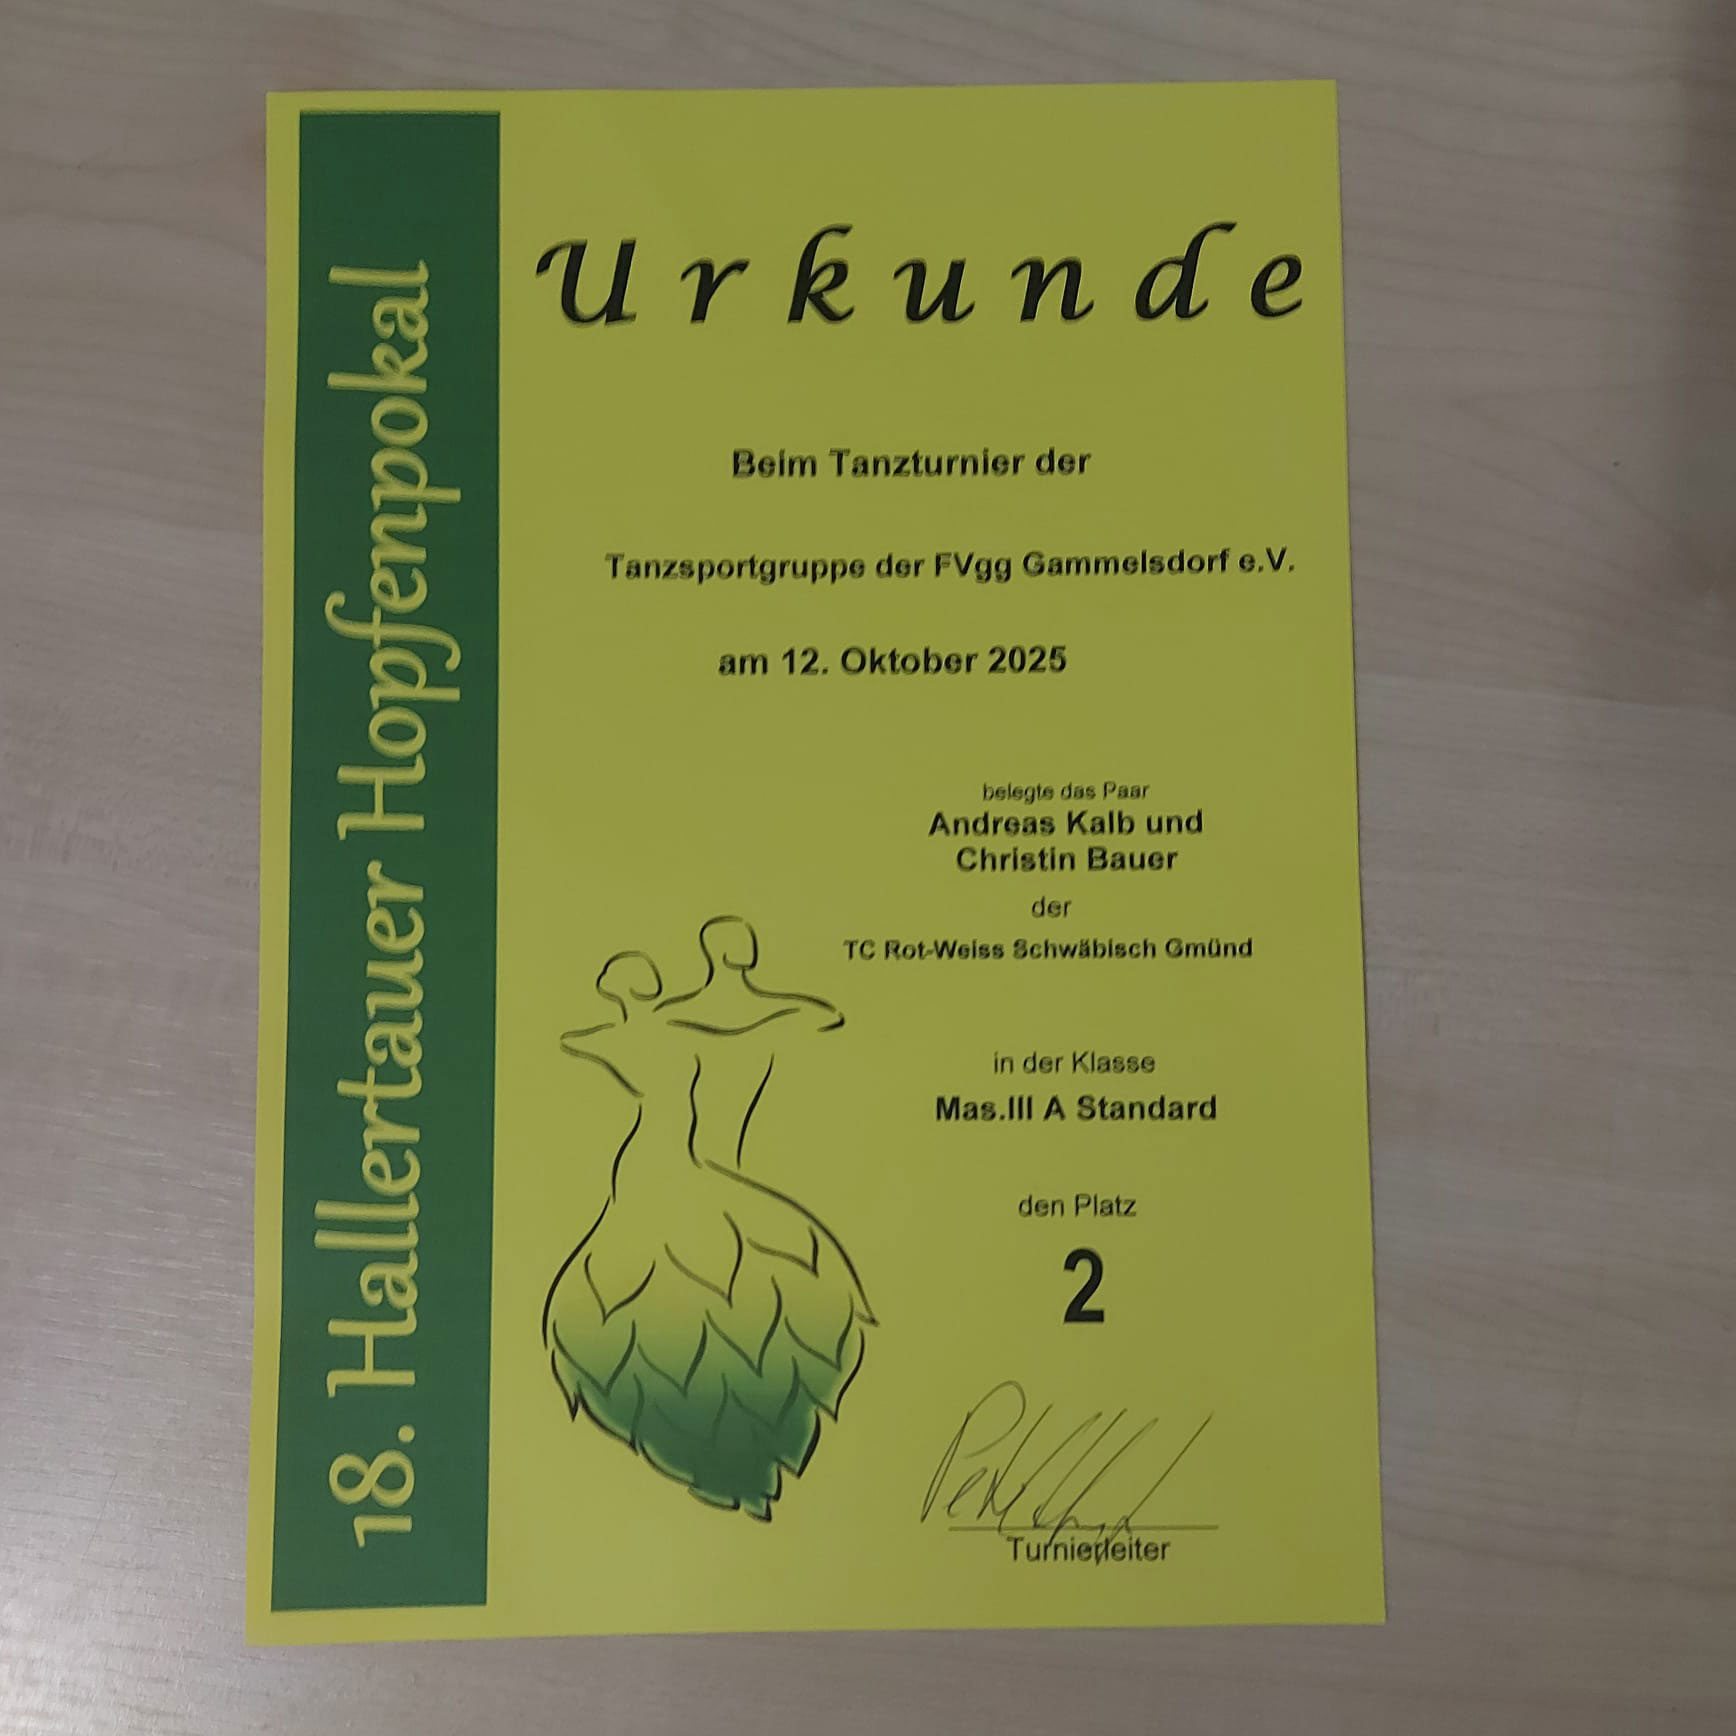 18. Hallertauer Hopfenpokal
Urkunde
Beim Tanzturnier der
Tanzsportgruppe der FVgg Gammelsdorf e.V.
am 12. Oktober 2025
belegte das Paar
Andreas Kalb und
Christin Bauer
der
TC Rot-Weiss Schwäbisch Gmünd
in der Klasse
Mas.III A Standard
den Platz
2
Turnierleiter